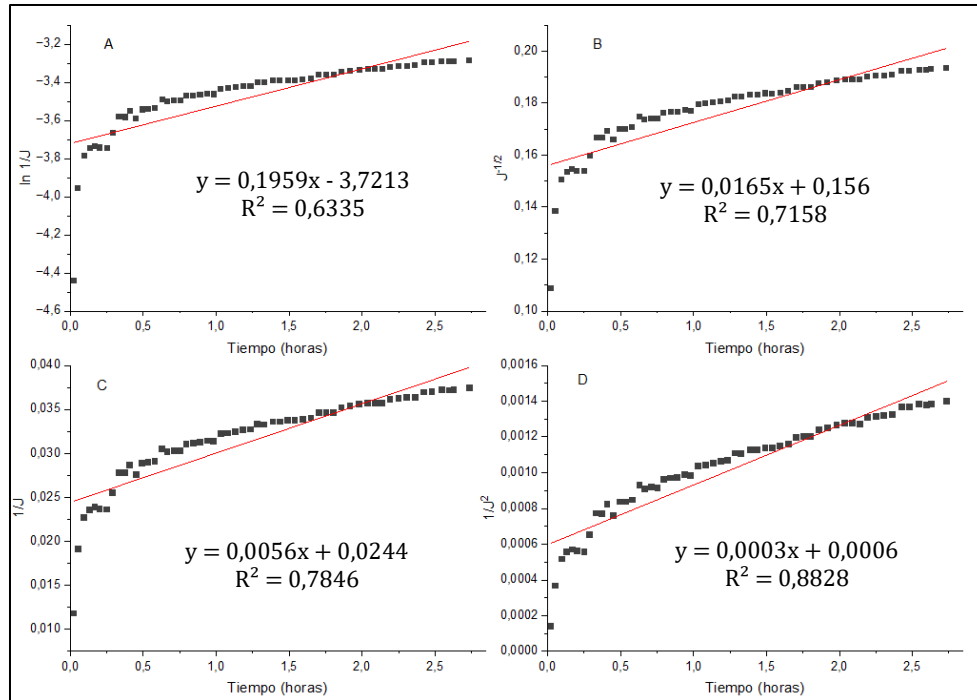 A
ln 1/J
−3,2
−3,4
−3,6
−3,8
−4,0
−4,2
−4,4
−4,6
y = 0,1959x - 3,7213
R² = 0,6335
0,0 0,5 1,0 1,5 2,0 2,5
Tiempo (horas)
B
J^-1/2
0,20
0,18
0,16
0,14
0,12
0,10
y = 0,0165x + 0,156
R² = 0,7158
0,0 0,5 1,0 1,5 2,0 2,5
Tiempo (horas)
C
1/J
0,040
0,035
0,030
0,025
0,020
0,015
0,010
0,005
y = 0,0056x + 0,0244
R² = 0,7846
0,0 0,5 1,0 1,5 2,0 2,5
Tiempo (horas)
D
1/J²
0,0016
0,0014
0,0012
0,0010
0,0008
0,0006
0,0004
0,0002
0,0000
y = 0,0003x + 0,0006
R² = 0,8828
0,0 0,5 1,0 1,5 2,0 2,5
Tiempo (horas)